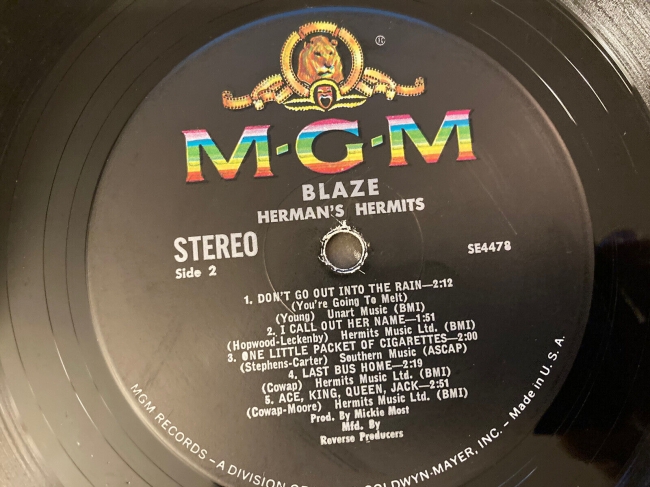 ®
M-G-M
BLAZE
HERMAN'S HERMITS
STEREO
SE4478
Side 2
1. DON'T GO OUT INTO THE RAIN—2:12
(You're Going To Melt)
(Young) Unart Music (BMI)
2. I CALL OUT HER NAME—1:51
(Hopwood-Leckenby) Hermits Music Ltd. (BMI)
3. ONE LITTLE PACKET OF CIGARETTES—2:00
(Stephens-Carter) Southern Music (ASCAP)
4. LAST BUS HOME—2:19
(Cowap) Hermits Music Ltd. (BMI)
5. ACE, KING, QUEEN, JACK—2:51
(Cowap-Moore) Hermits Music Ltd. (BMI)
Prod. By Mickie Most
Mfd. By
Reverse Producers
MGM RECORDS – A DIVISION OF GOLDWYN-MAYER, INC. – Made in U.S.A.